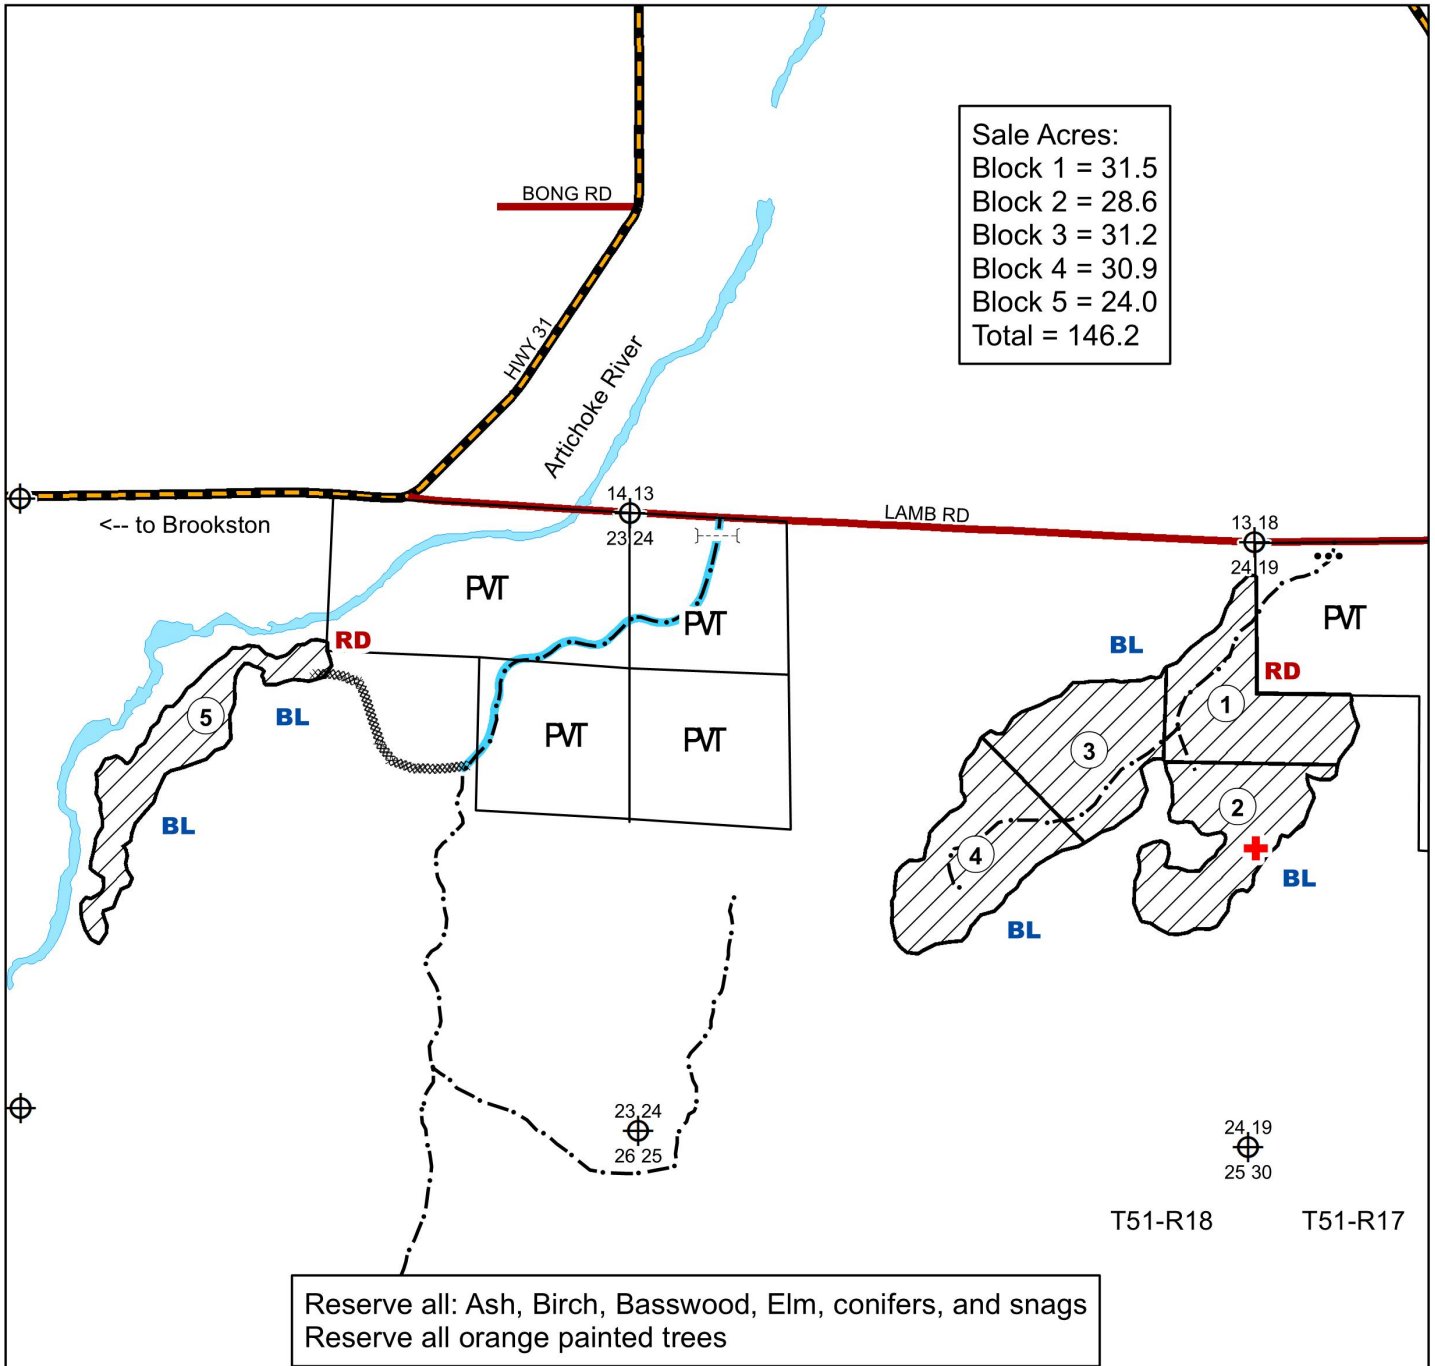 Sale Acres:
Block 1 = 31.5
Block 2 = 28.6
Block 3 = 31.2
Block 4 = 30.9
Block 5 = 24.0
Total = 146.2
BONG RD
HWY 31
Artichoke River
<-- to Brookston
14 13
23 24
LAMB RD
13 18
24 19
PVT
PVT
PVT
RD
BL
RD
5
BL
1
PVT
PVT
3
2
BL
4
BL
BL
23 24
26 25
24 19
25 30
T51-R18
T51-R17
Reserve all: Ash, Birch, Basswood, Elm, conifers, and snags
Reserve all orange painted trees